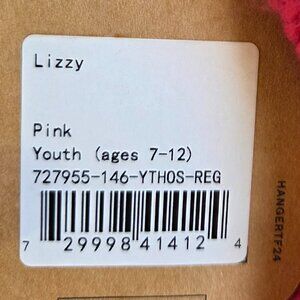 Lizzy
Pink
Youth (ages 7-12)
727955-146-YTHOS-REG
7 29998 41412 4
HANGERTF24